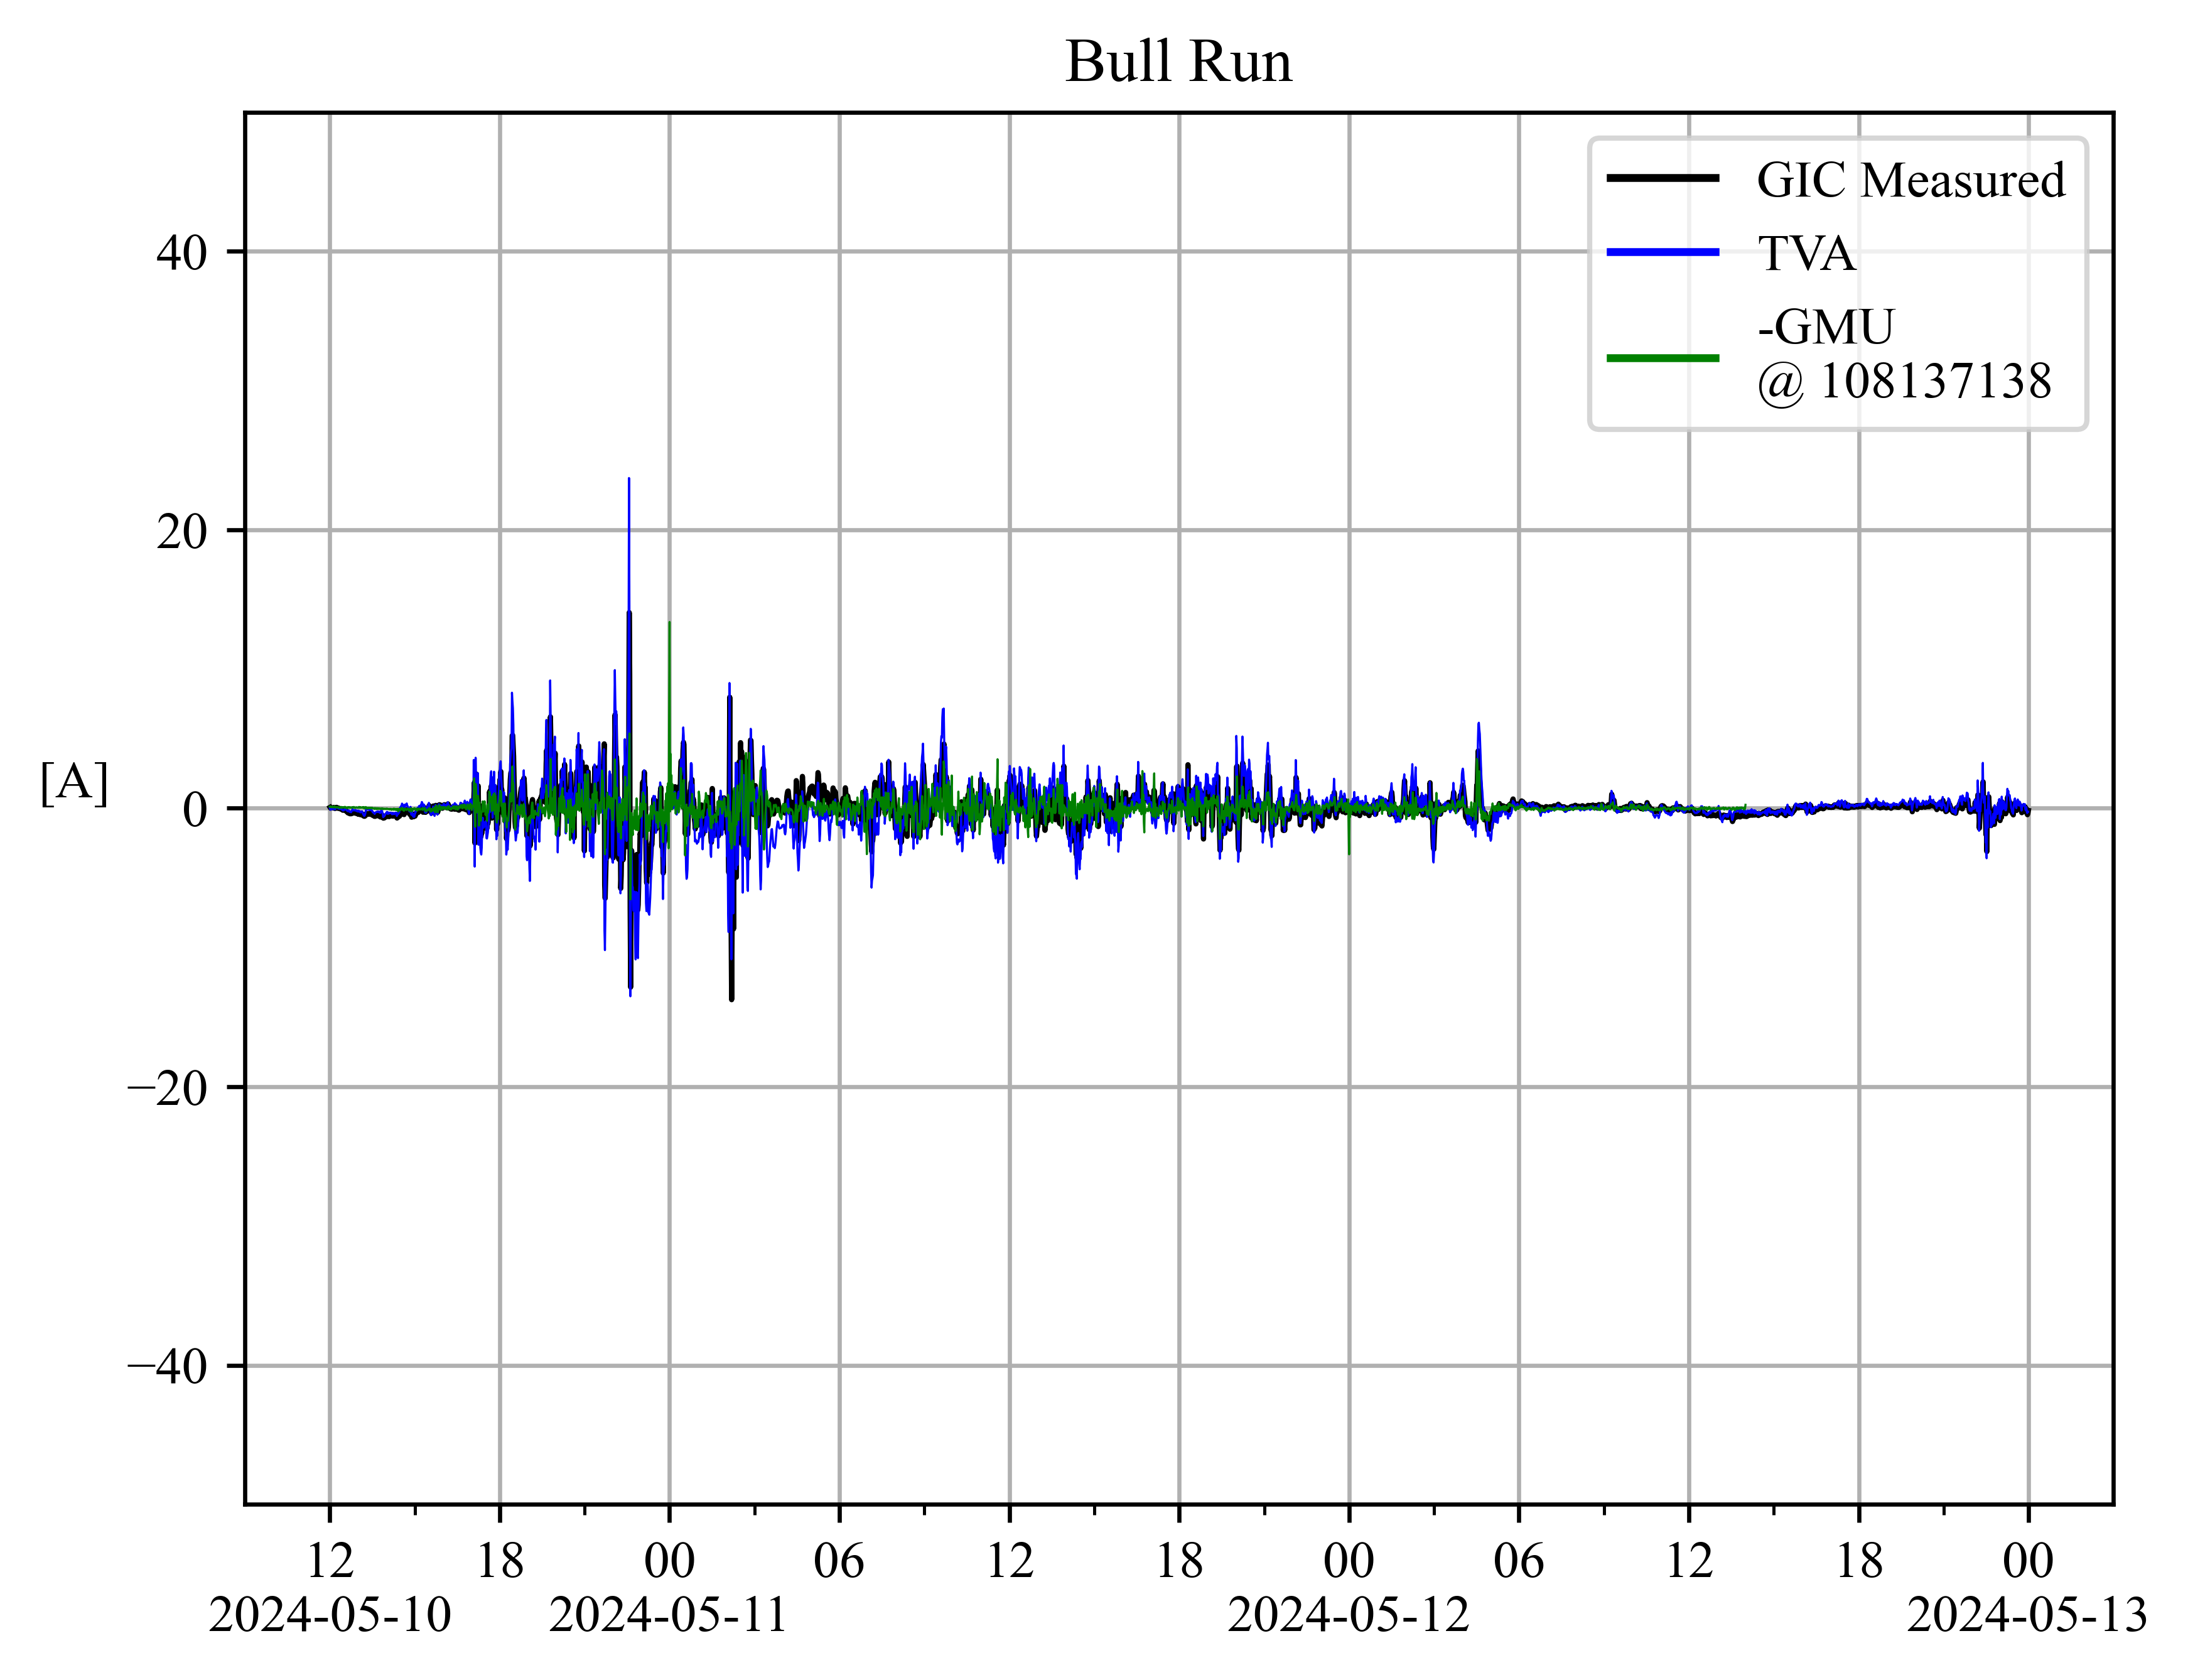 Bull Run
GIC Measured
TVA
-GMU
@ 108137138
[A]
40
20
0
−20
−40
12 18 00 06 12 18 00 06 12 18 00
2024-05-10 2024-05-11 2024-05-12 2024-05-13